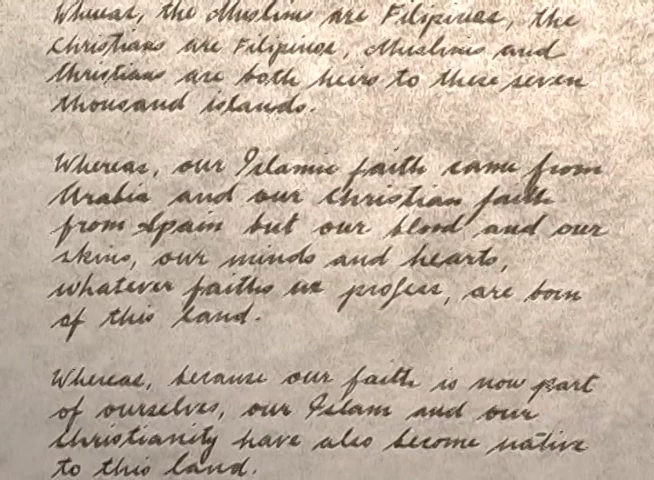 Whereas, the Muslims are Filipinos, the
Christians are Filipinos, Muslims and
Christians are both heirs to these seven
thousand islands.
Whereas, our Islamic faith came from
Arabia and our Christian faith
from Spain but our blood and our
skins, our minds and hearts,
whatever faiths we profess, are born
of this land.
Whereas, because our faith is now part
of ourselves, our Islam and our
Christianity have also become native
to this land.